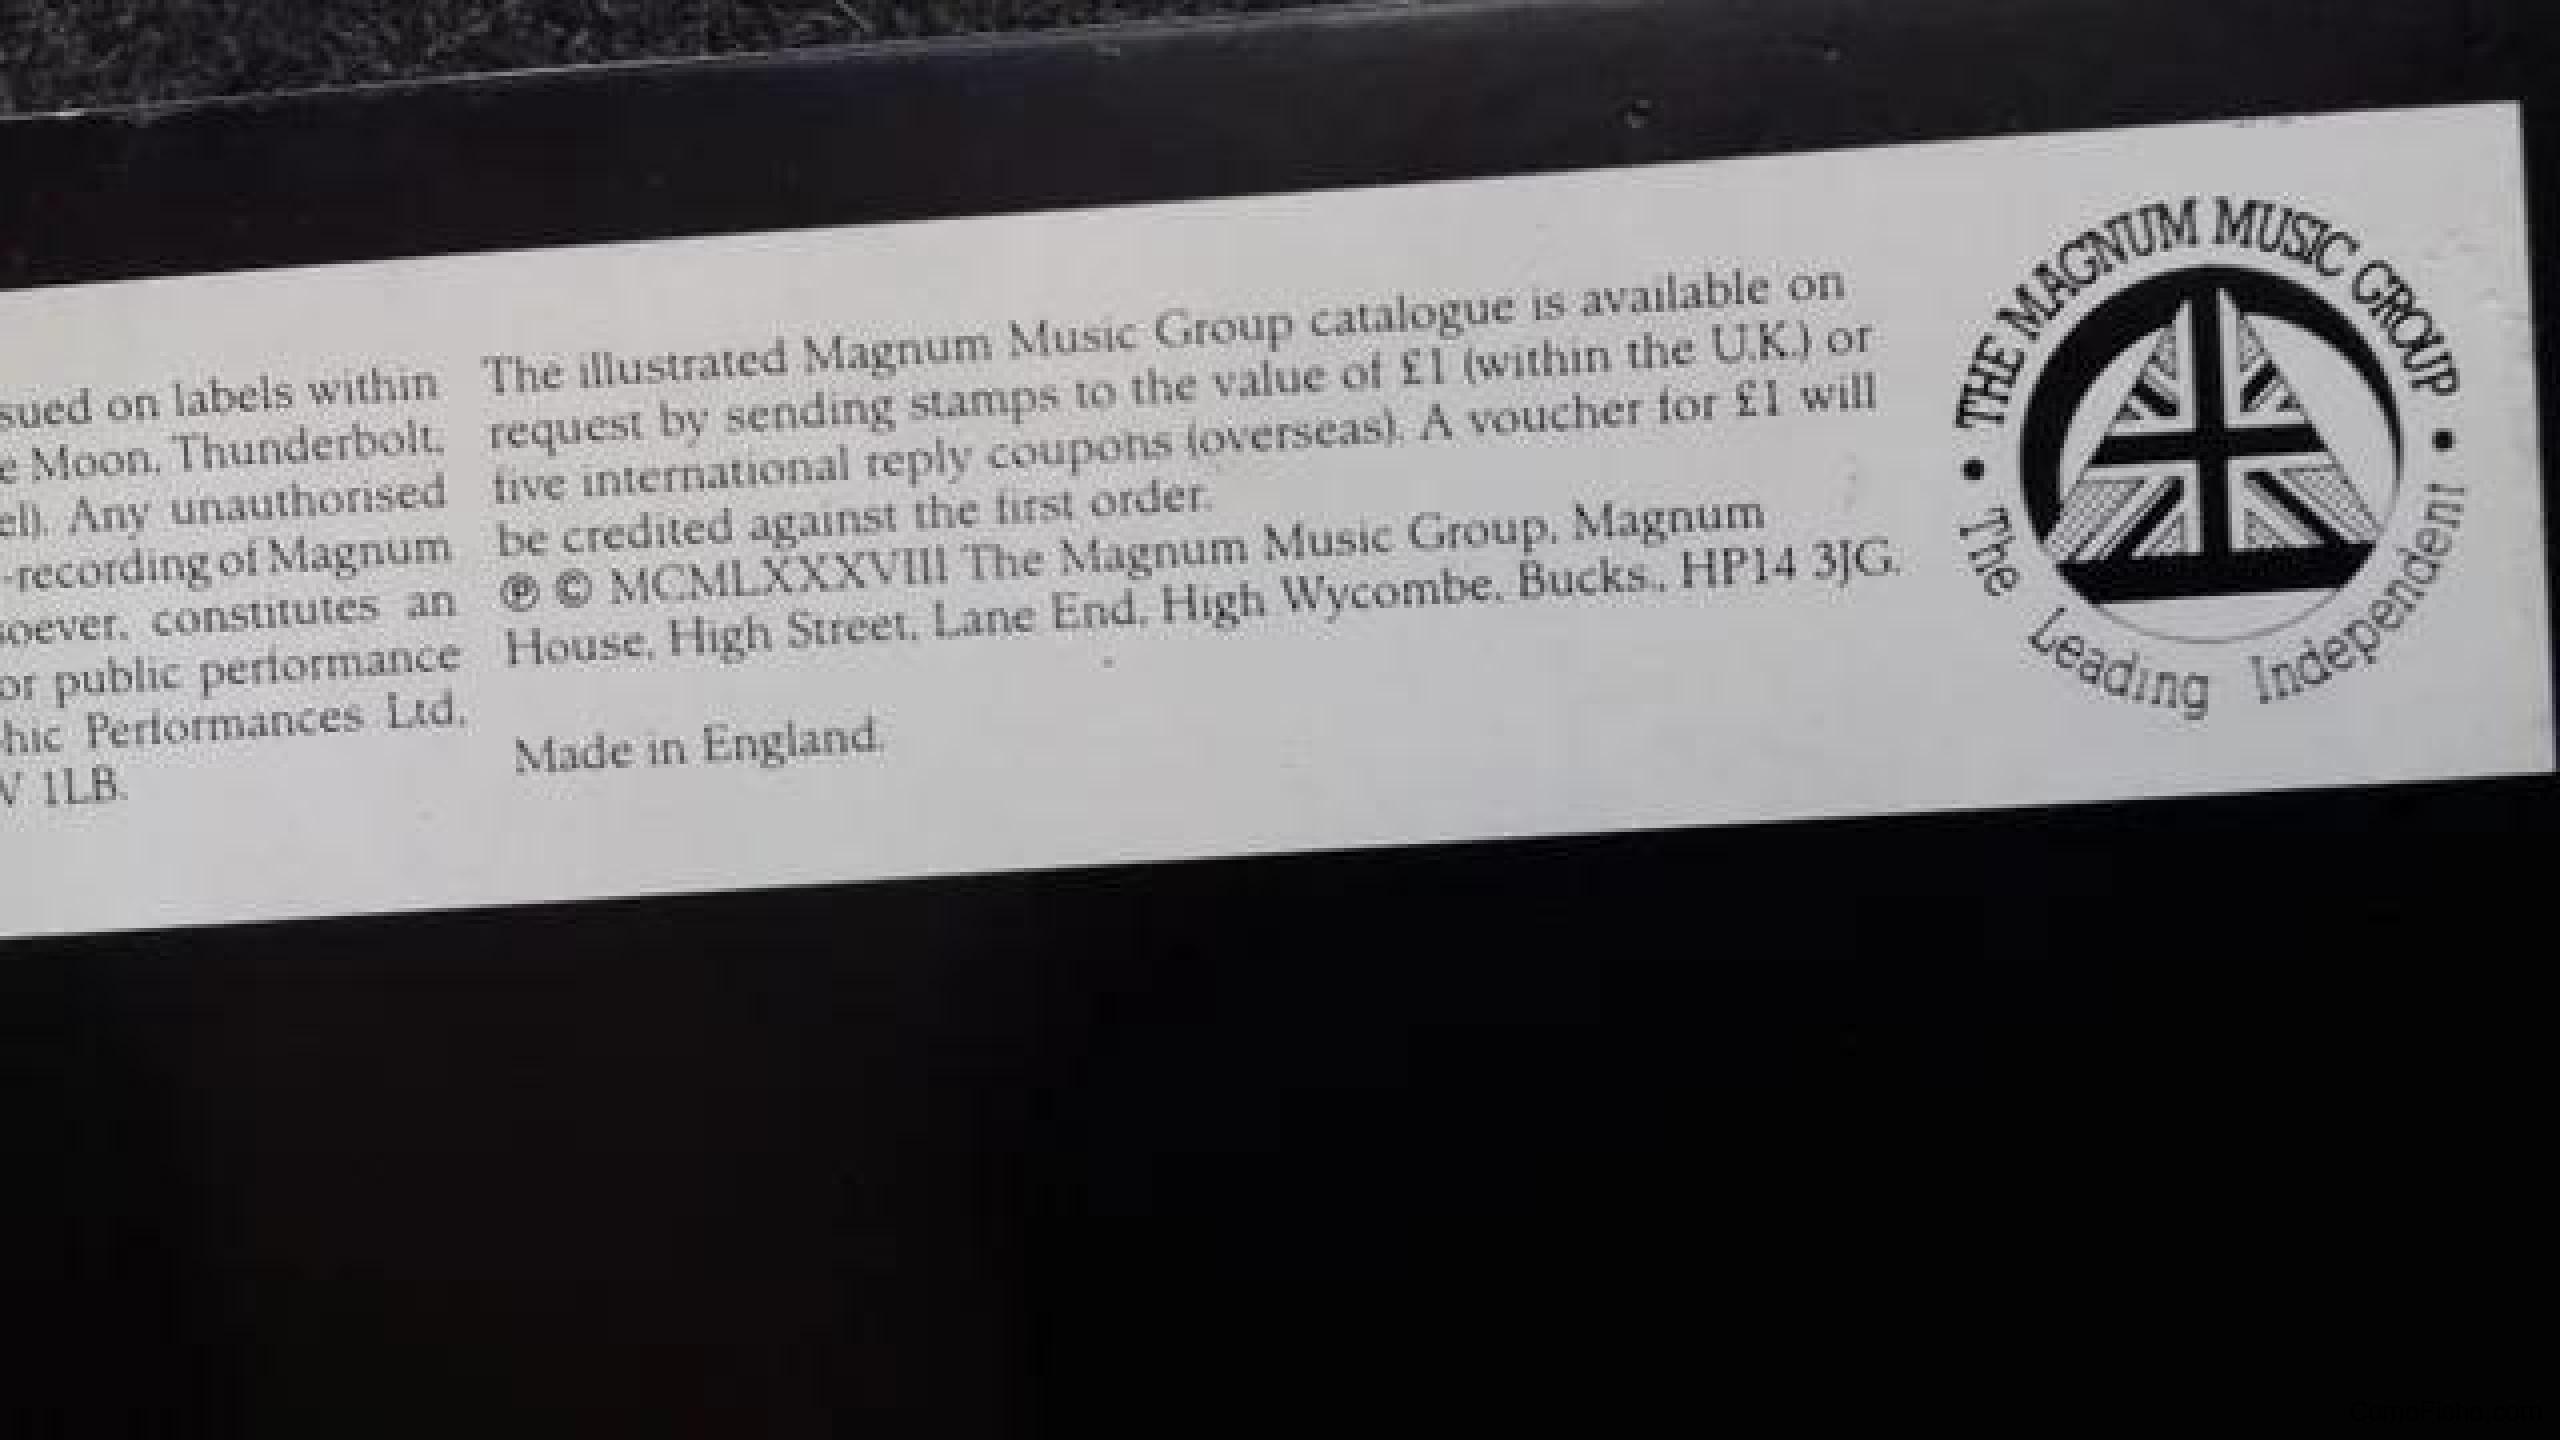 sued on labels within
e Moon, Thunderbolt,
el). Any unauthorised
-recording of Magnum
soever, constitutes an
or public performance
hic Performances Ltd,
V 1LB.
The illustrated Magnum Music Group catalogue is available on
request by sending stamps to the value of £1 (within the U.K.) or
five international reply coupons (overseas). A voucher for £1 will
be credited against the first order.
℗ © MCMLXXXVIII The Magnum Music Group, Magnum
House, High Street, Lane End, High Wycombe, Bucks., HP14 3JG.
Made in England.
• THE MAGNUM MUSIC GROUP •
The Leading Independent